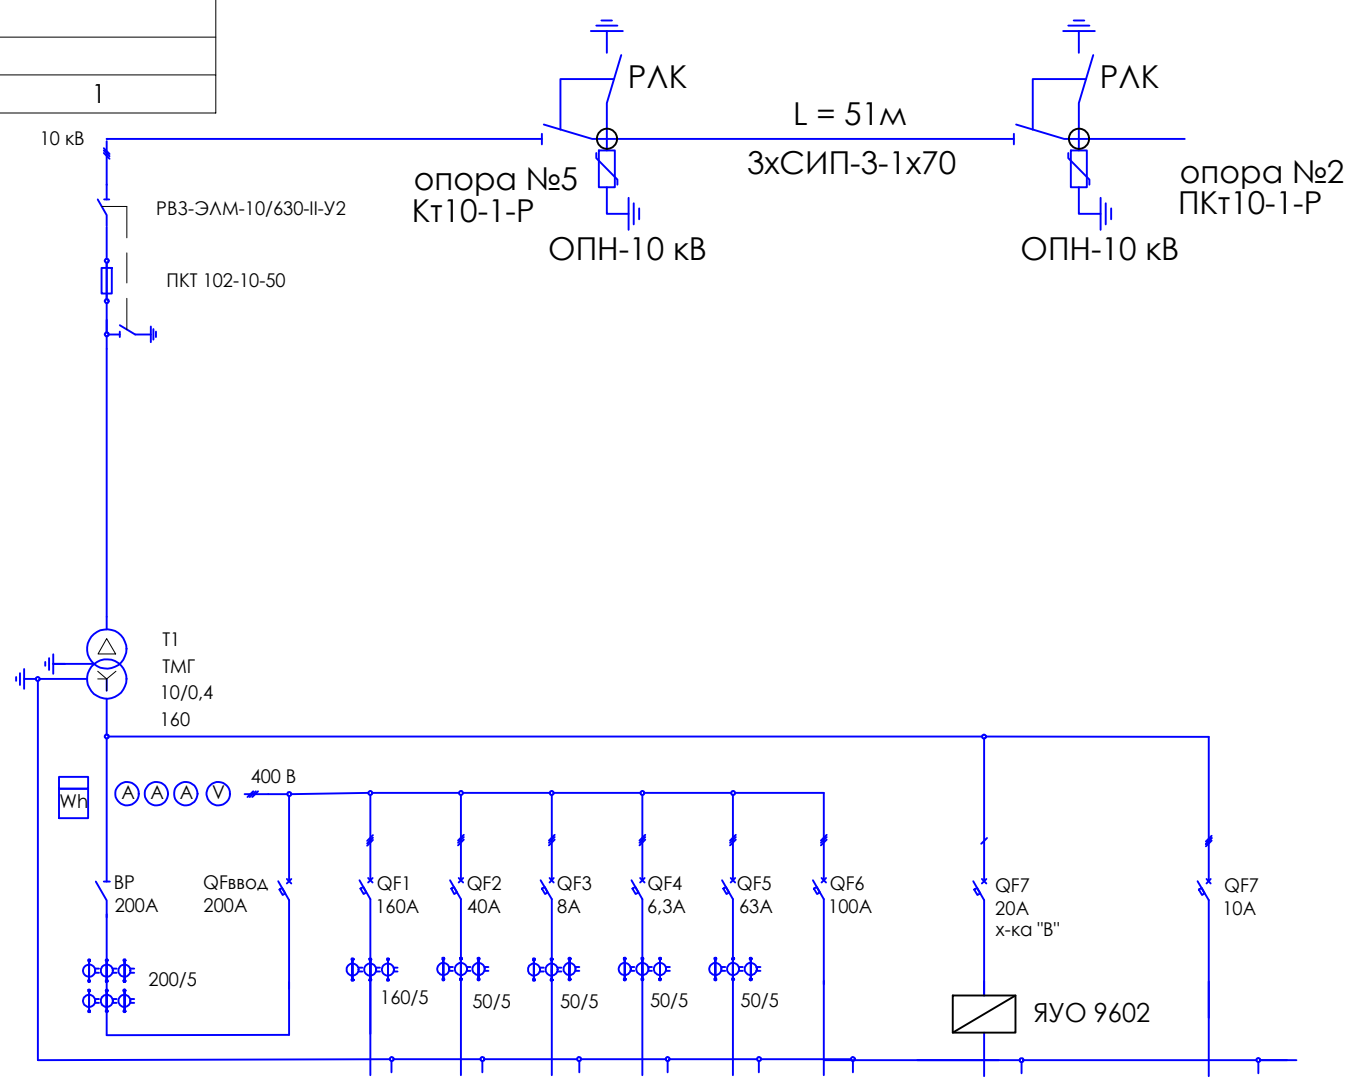 1
10 кВ
РЛК
РЛК
L = 51м
3хСИП-3-1х70
опора №5
Кт10-1-Р
опора №2
ПКт10-1-Р
ОПН-10 кВ
ОПН-10 кВ
РВЗ-ЭЛМ-10/630-II-У2
ПКТ 102-10-50
Т1
ТМГ
10/0,4
160
Wh
A A A V
400 В
ВР
200А
QFввод
200А
QF1
160А
QF2
40А
QF3
8А
QF4
6,3А
QF5
63А
QF6
100А
QF7
20А
х-ка "В"
QF7
10А
200/5
160/5
50/5
50/5
50/5
50/5
ЯУО 9602